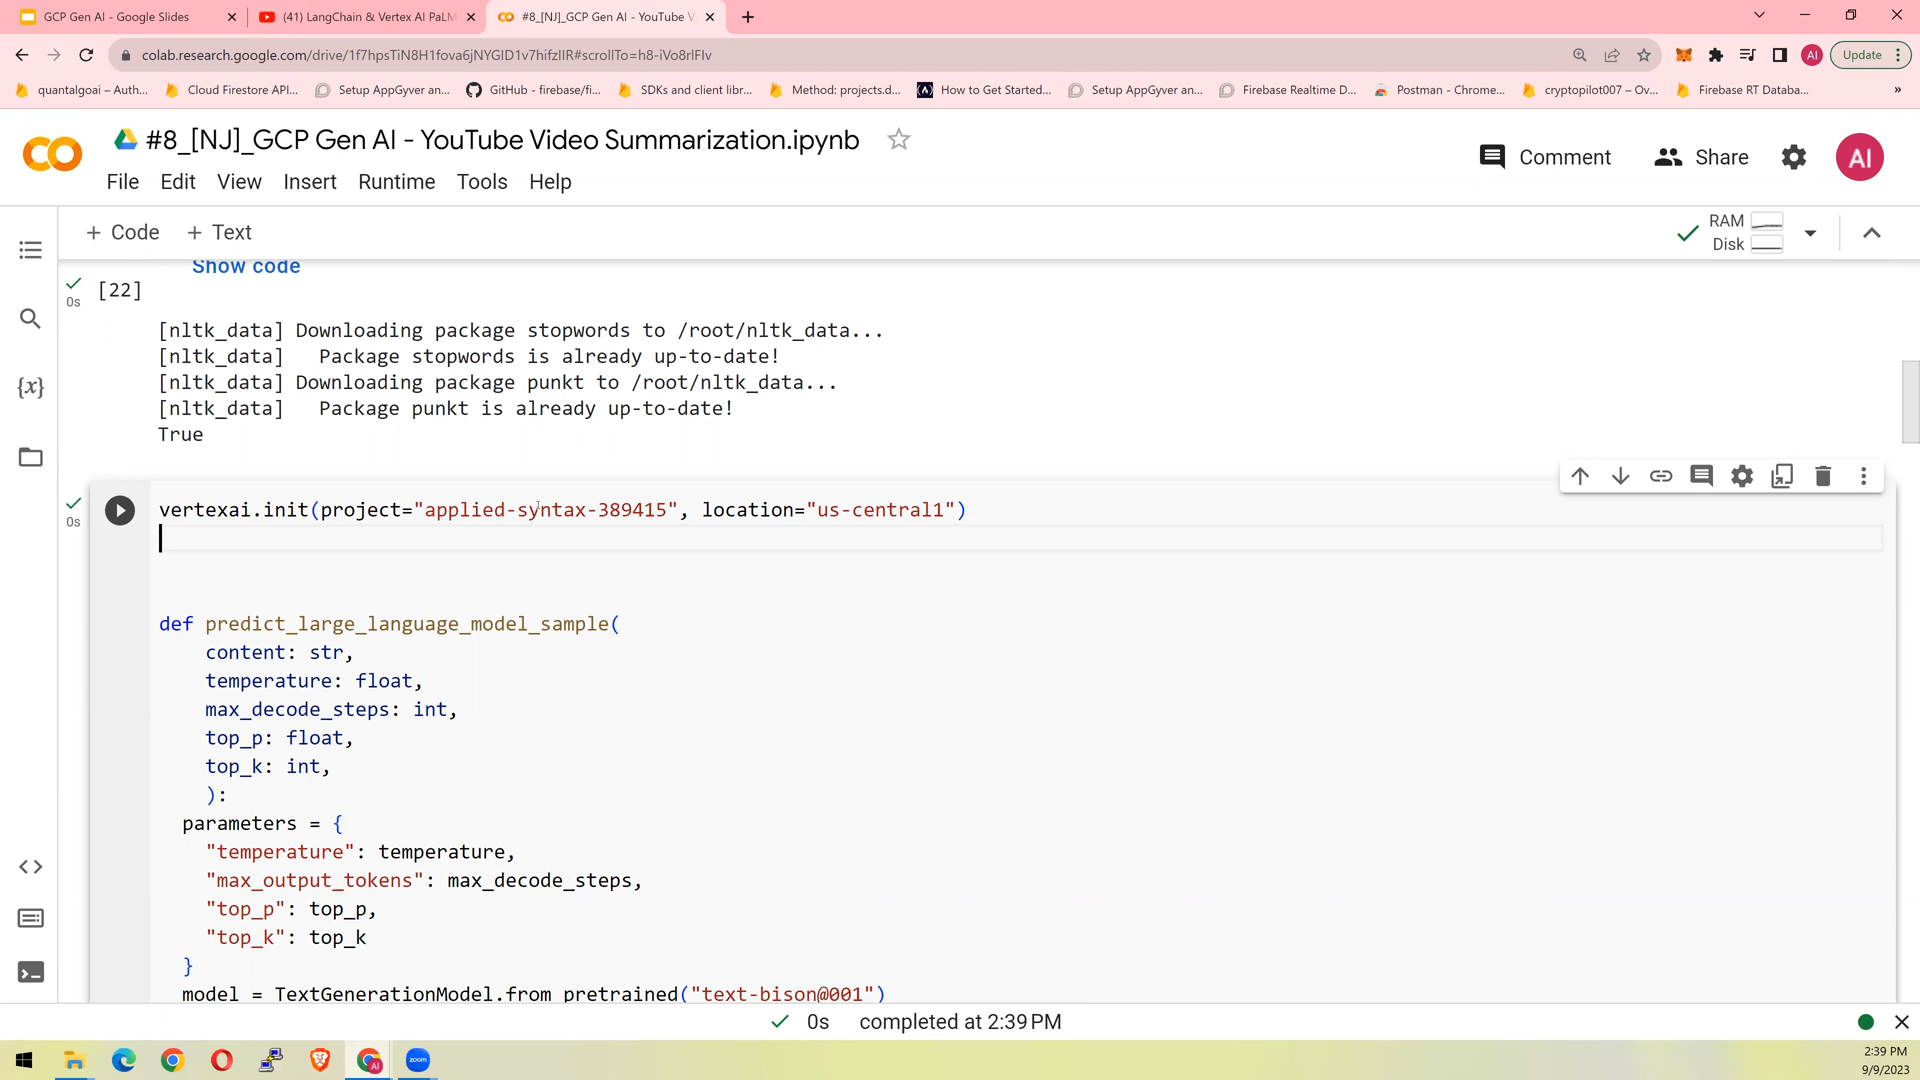 GCP Gen AI - Google Slides
(41) LangChain & Vertex AI PaLM
#8_[NJ]_GCP Gen AI - YouTube V
colab.research.google.com/drive/1f7hpsTiN8H1fova6jNYGID1v7hifzIIR#scrollTo=h8-iVo8rlFIv
AI
Update
quantalgoai – Auth...
Cloud Firestore API...
Setup AppGyver an...
GitHub - firebase/fi...
SDKs and client libr...
Method: projects.d...
How to Get Started...
Setup AppGyver an...
Firebase Realtime D...
Postman - Chrome...
cryptopilot007 – Ov...
Firebase RT Databa...
»
#8_[NJ]_GCP Gen AI - YouTube Video Summarization.ipynb
Comment
Share
AI
File Edit View Insert Runtime Tools Help
+ Code + Text
RAM
Disk
Show code
[22]
0s
[nltk_data] Downloading package stopwords to /root/nltk_data...
[nltk_data]   Package stopwords is already up-to-date!
[nltk_data] Downloading package punkt to /root/nltk_data...
[nltk_data]   Package punkt is already up-to-date!
True
0s
vertexai.init(project="applied-syntax-389415", location="us-central1")
def predict_large_language_model_sample(
    content: str,
    temperature: float,
    max_decode_steps: int,
    top_p: float,
    top_k: int,
    ):
  parameters = {
    "temperature": temperature,
    "max_output_tokens": max_decode_steps,
    "top_p": top_p,
    "top_k": top_k
  }
  model = TextGenerationModel.from_pretrained("text-bison@001")
0s completed at 2:39 PM
zoom
2:39 PM
9/9/2023